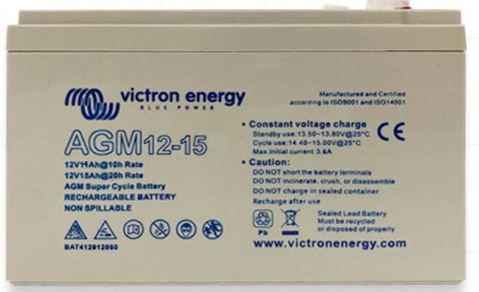 victron energy
BLUE POWER
AGM12-15
12V14Ah@10h Rate
12V15Ah@20h Rate
AGM Super Cycle Battery
RECHARGEABLE BATTERY
NON SPILLABLE
BAT412012080
Manufactured and Certified
according to ISO9001 and ISO14001
• Constant voltage charge
Standby use: 13.50~13.80V@25°C
Cycle use: 14.40~15.00V@25°C
Max.initial current 3.6A
CE
• Caution:
DO NOT short the battery terminals
DO NOT incinerate, crush, or disassemble
DO NOT charge in sealed container
Recharge after use
Pb
Sealed Lead Battery
Must be recycled
or disposed of properly
www.victronenergy.com